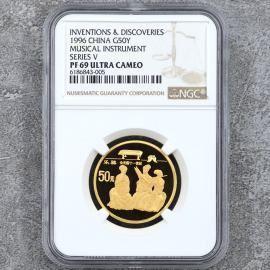 INVENTIONS & DISCOVERIES
1996 CHINA G50Y
MUSICAL INSTRUMENT
SERIES V
PF 69 ULTRA CAMEO
6186843-005
NUMISMATIC GUARANTY CORPORATION
NGC
50元